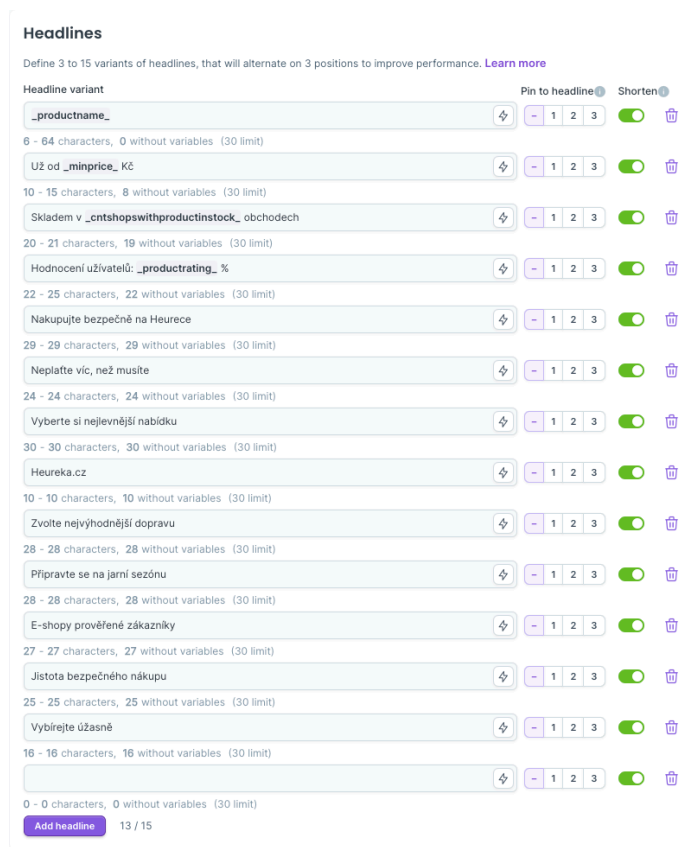 Headlines
Define 3 to 15 variants of headlines, that will alternate on 3 positions to improve performance. Learn more
Headline variant Pin to headline i Shorten i
_productname_ – 1 2 3
6 - 64 characters, 0 without variables (30 limit)
Už od _minprice_ Kč – 1 2 3
10 - 15 characters, 8 without variables (30 limit)
Skladem v _cntshopswithproductinstock_ obchodech – 1 2 3
20 - 21 characters, 19 without variables (30 limit)
Hodnocení užívatelů: _productrating_ % – 1 2 3
22 - 25 characters, 22 without variables (30 limit)
Nakupujte bezpečně na Heurece – 1 2 3
29 - 29 characters, 29 without variables (30 limit)
Neplaťte víc, než musíte – 1 2 3
24 - 24 characters, 24 without variables (30 limit)
Vyberte si nejlevnější nabídku – 1 2 3
30 - 30 characters, 30 without variables (30 limit)
Heureka.cz – 1 2 3
10 - 10 characters, 10 without variables (30 limit)
Zvolte nejvýhodnější dopravu – 1 2 3
28 - 28 characters, 28 without variables (30 limit)
Připravte se na jarní sezónu – 1 2 3
28 - 28 characters, 28 without variables (30 limit)
E-shopy prověřené zákazníky – 1 2 3
27 - 27 characters, 27 without variables (30 limit)
Jistota bezpečného nákupu – 1 2 3
25 - 25 characters, 25 without variables (30 limit)
Vybírejte úžasně – 1 2 3
16 - 16 characters, 16 without variables (30 limit)
– 1 2 3
0 - 0 characters, 0 without variables (30 limit)
Add headline 13 / 15